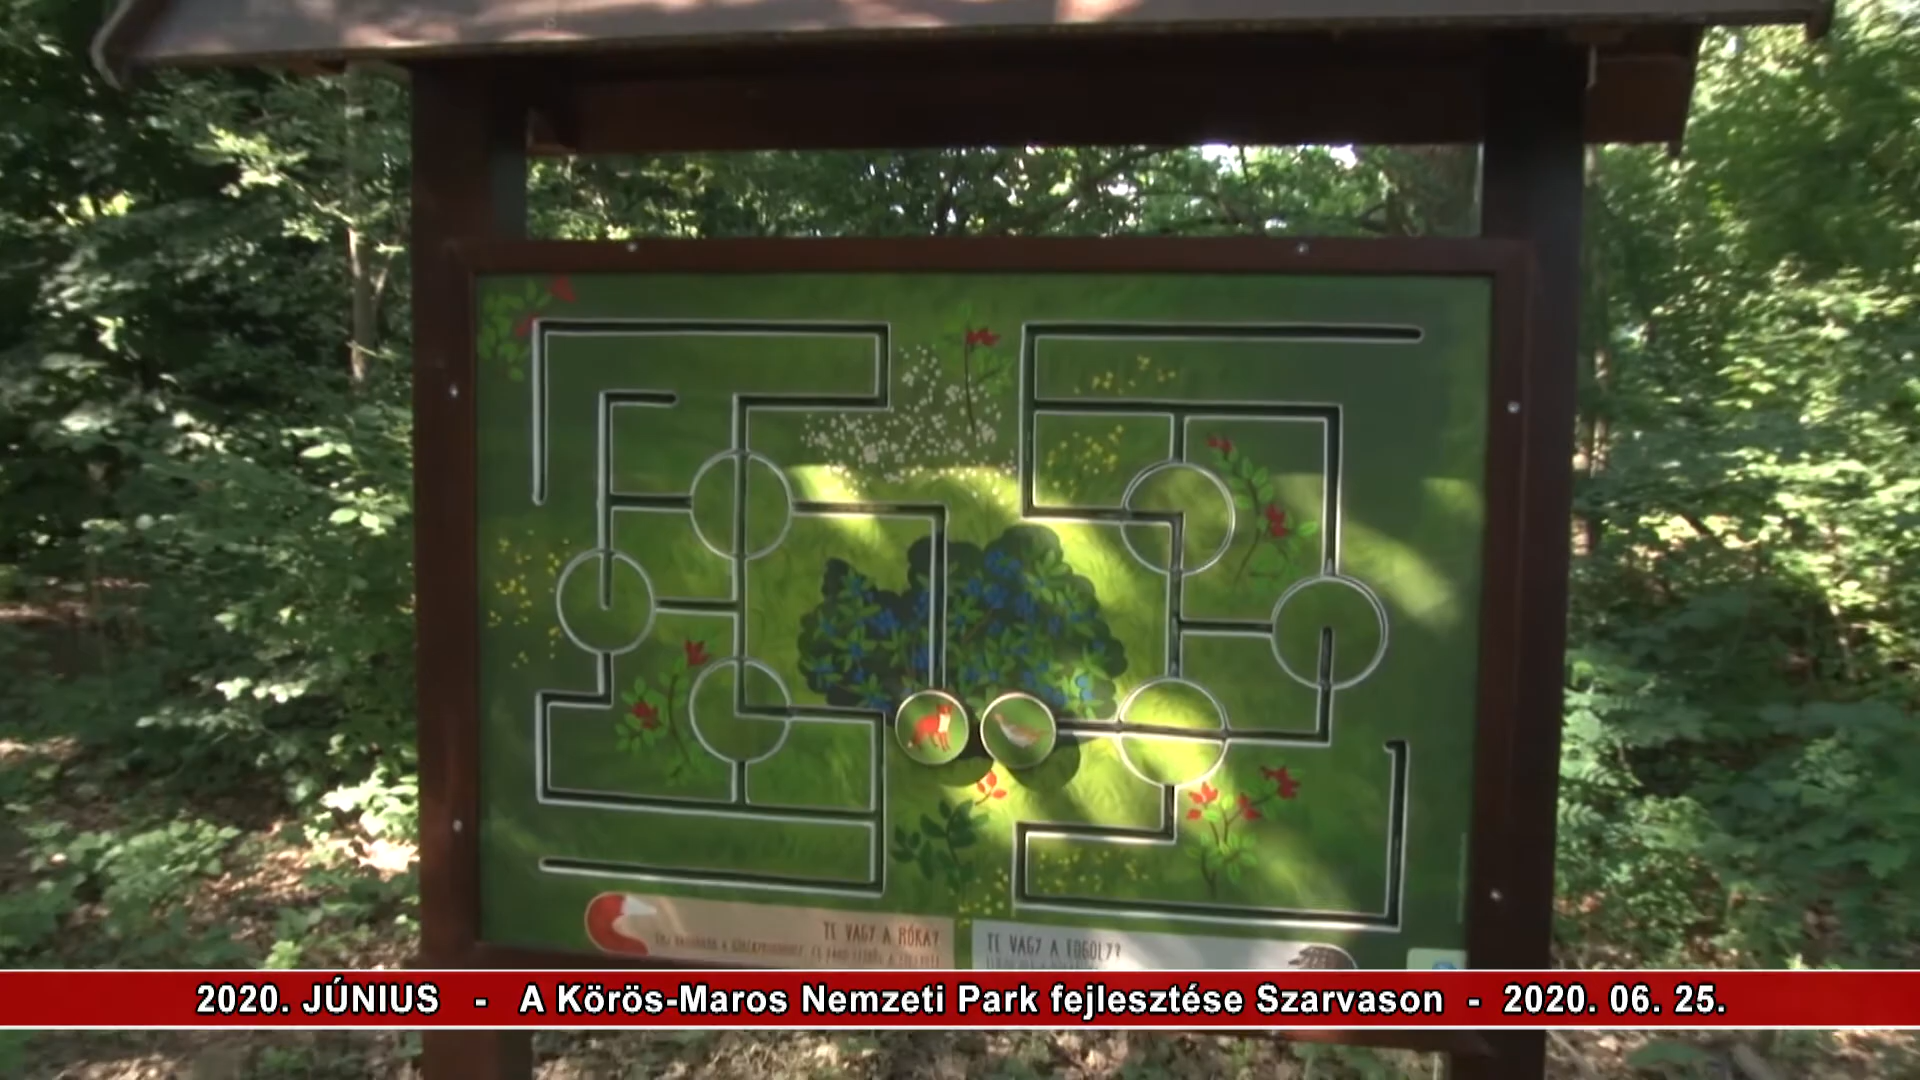 TE VAGY A RÓKA?
TE VAGY A FOGOLY?
2020. JÚNIUS - A Körös-Maros Nemzeti Park fejlesztése Szarvason - 2020. 06. 25.